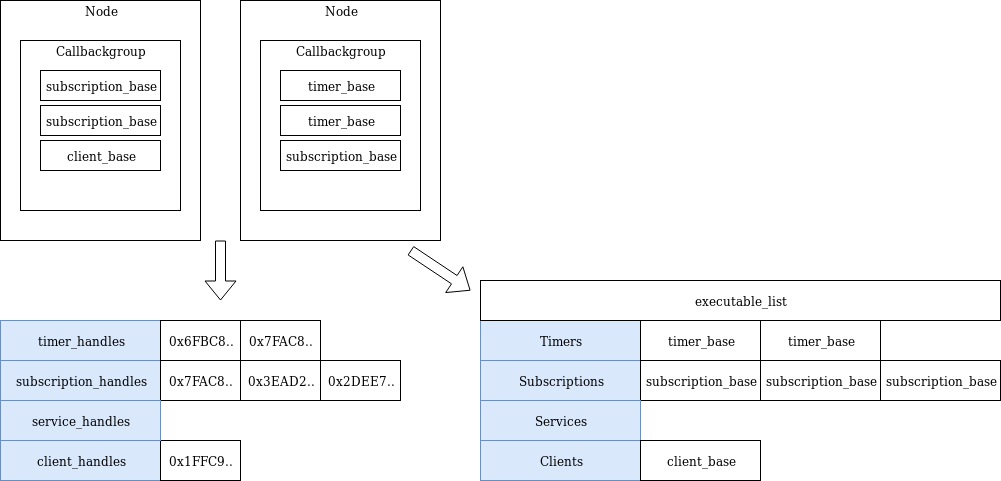 Node
Callbackgroup
subscription_base
subscription_base
client_base
Node
Callbackgroup
timer_base
timer_base
subscription_base
timer_handles 0x6FBC8.. 0x7FAC8..
subscription_handles 0x7FAC8.. 0x3EAD2.. 0x2DEE7..
service_handles
client_handles 0x1FFC9..
executable_list
Timers timer_base timer_base
Subscriptions subscription_base subscription_base subscription_base
Services
Clients client_base